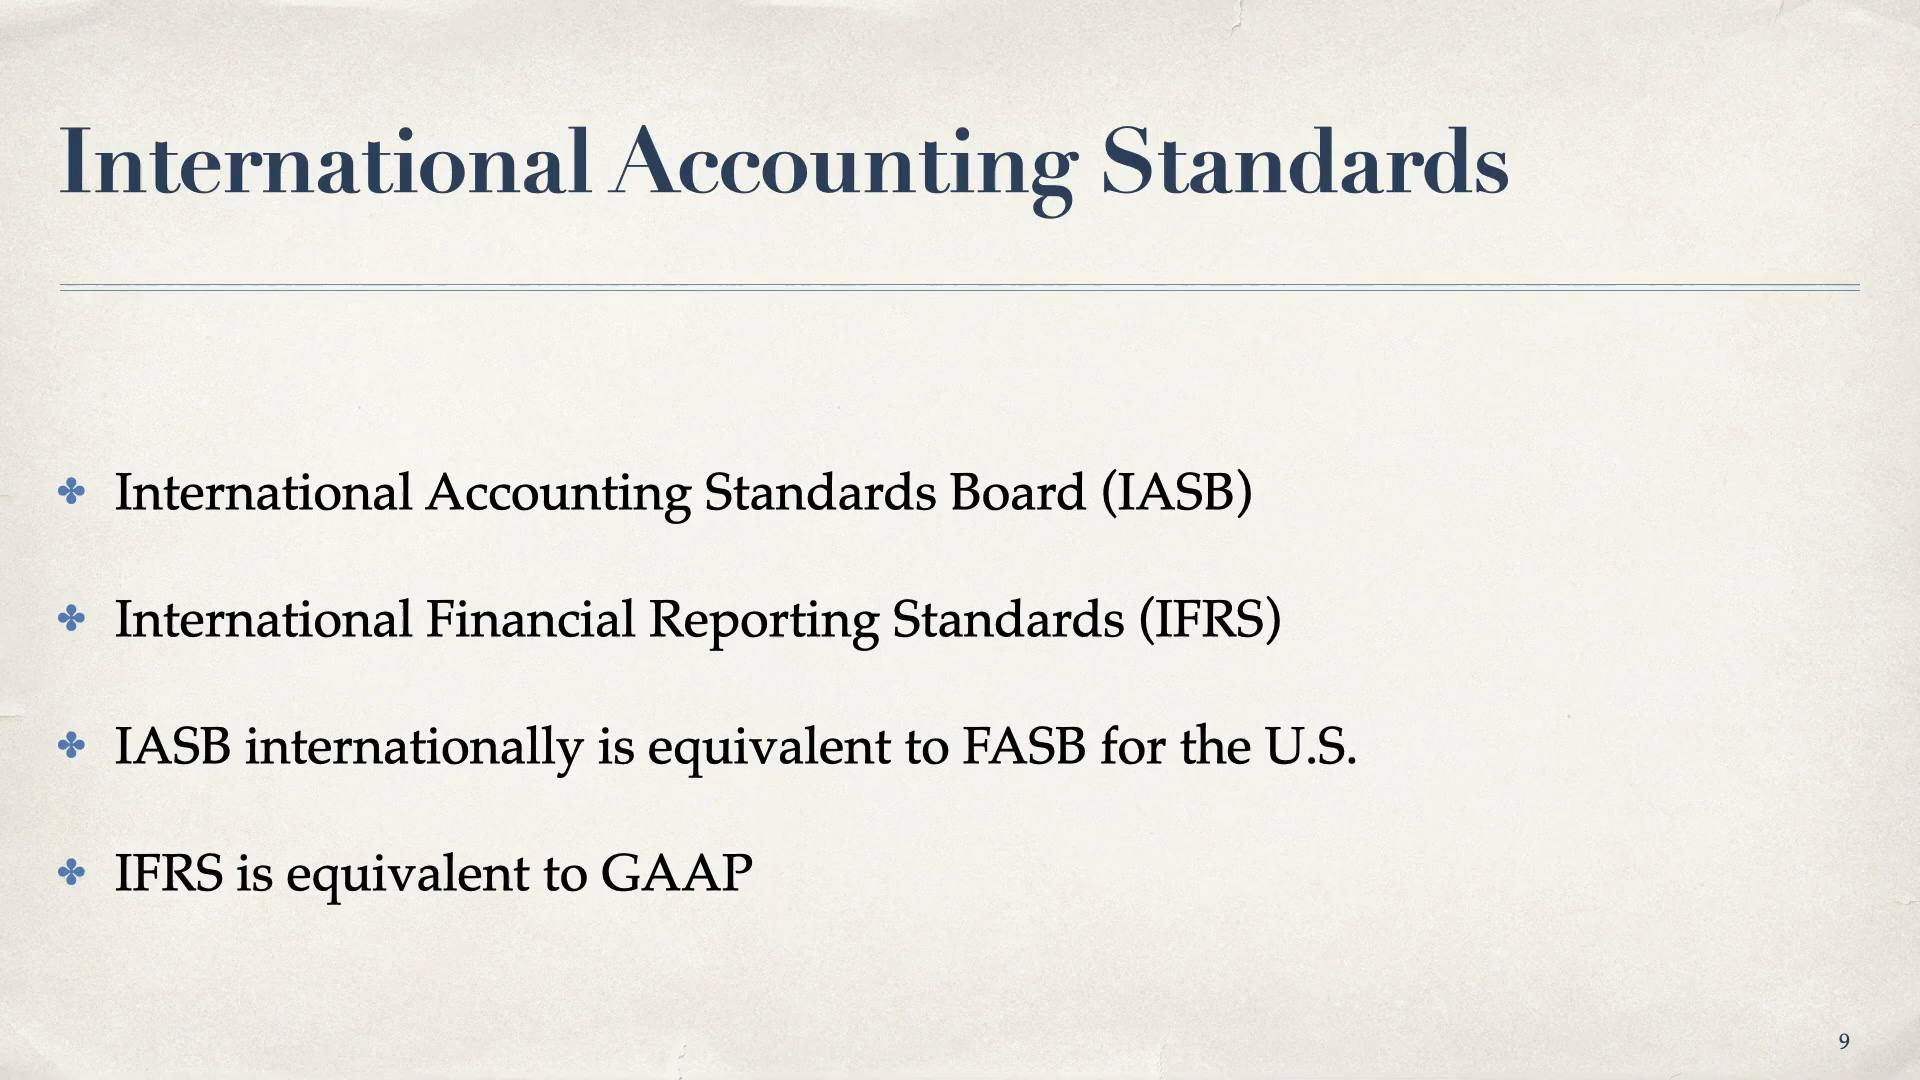 International Accounting Standards
✤ International Accounting Standards Board (IASB)
✤ International Financial Reporting Standards (IFRS)
✤ IASB internationally is equivalent to FASB for the U.S.
✤ IFRS is equivalent to GAAP
9